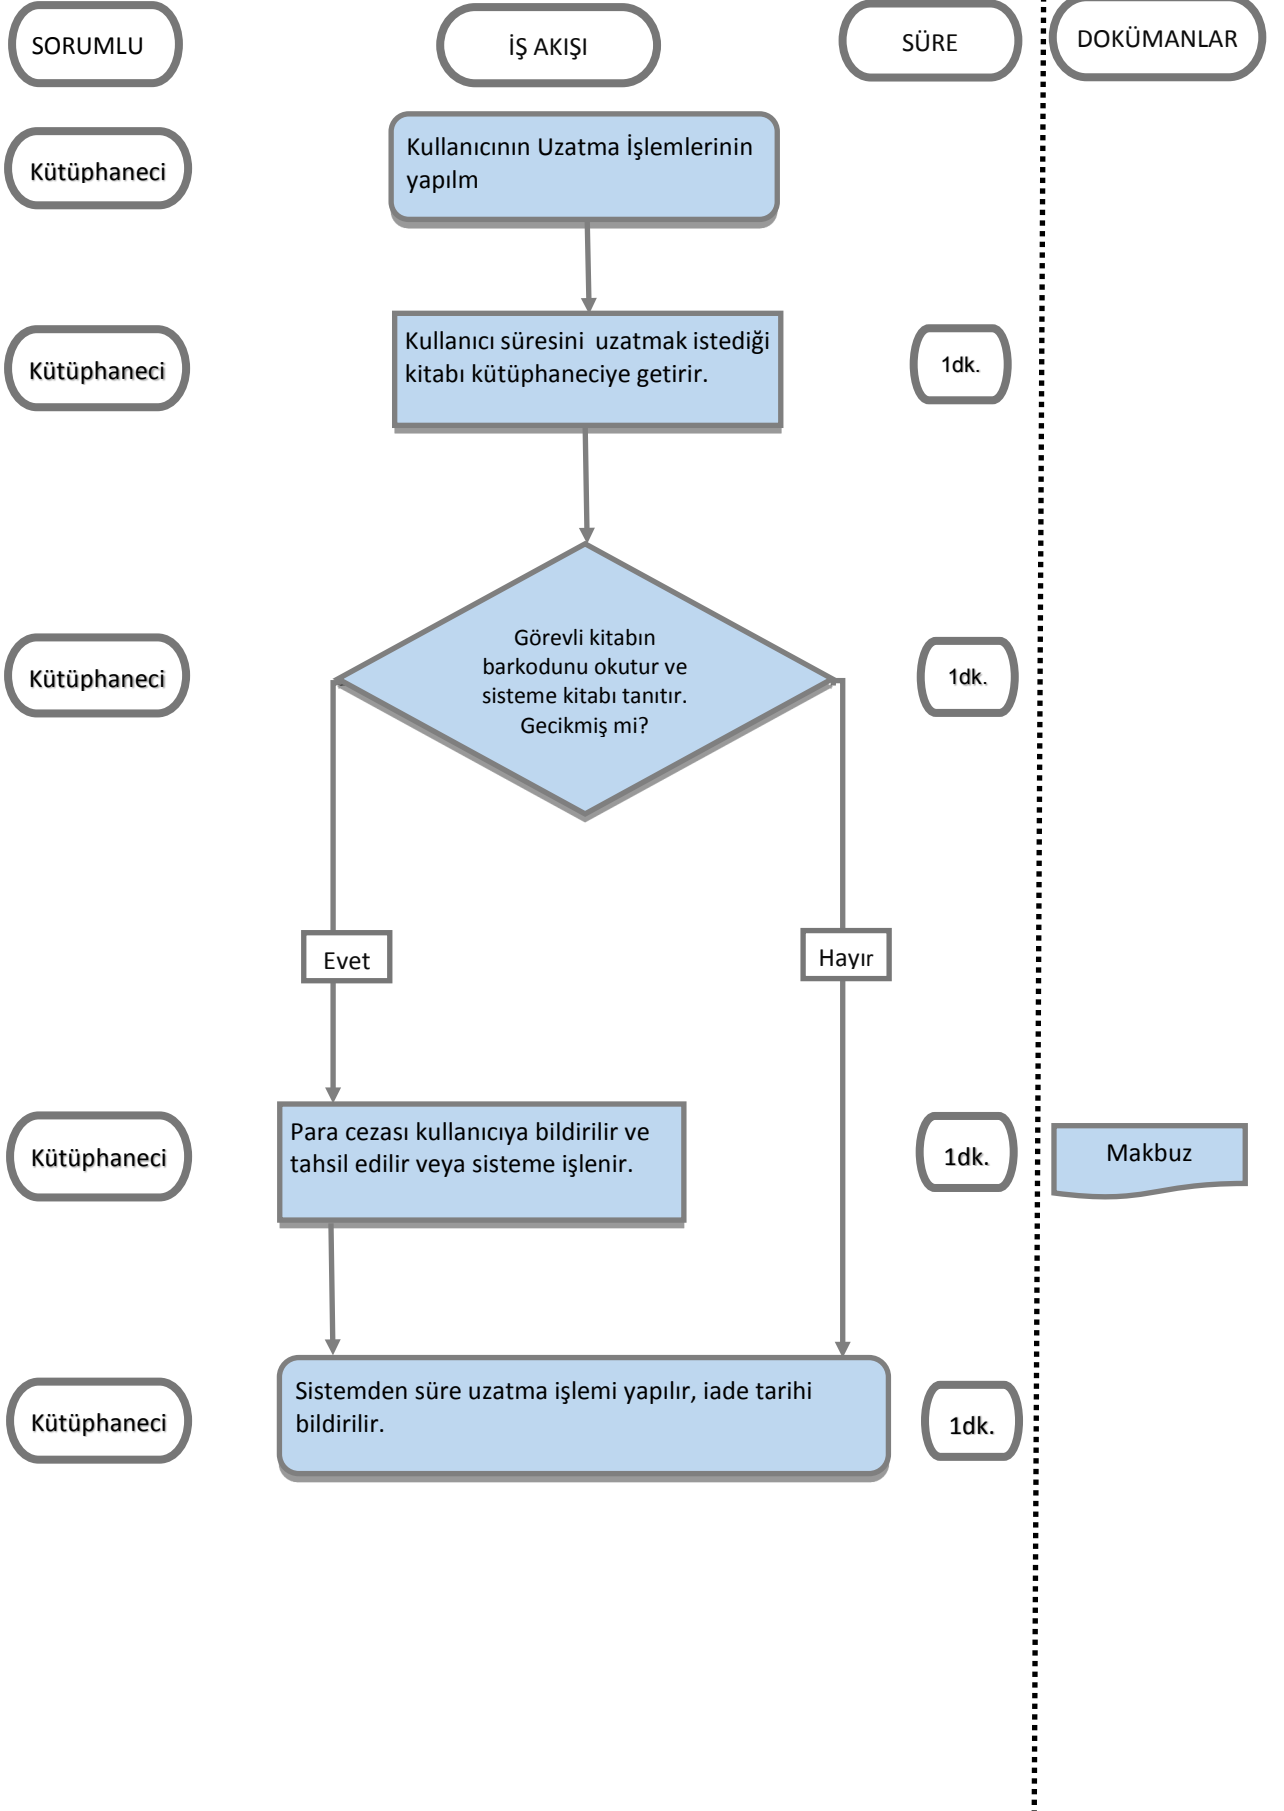 SORUMLU
İŞ AKIŞI
SÜRE
DOKÜMANLAR
Kütüphaneci
Kullanıcının Uzatma İşlemlerinin
yapılm
Kütüphaneci
Kullanıcı süresini  uzatmak istediği
kitabı kütüphaneciye getirir.
1dk.
Kütüphaneci
Görevli kitabın
barkodunu okutur ve
sisteme kitabı tanıtır.
Gecikmiş mi?
1dk.
Evet
Hayır
Kütüphaneci
Para cezası kullanıcıya bildirilir ve
tahsil edilir veya sisteme işlenir.
1dk.
Makbuz
Kütüphaneci
Sistemden süre uzatma işlemi yapılır, iade tarihi
bildirilir.
1dk.